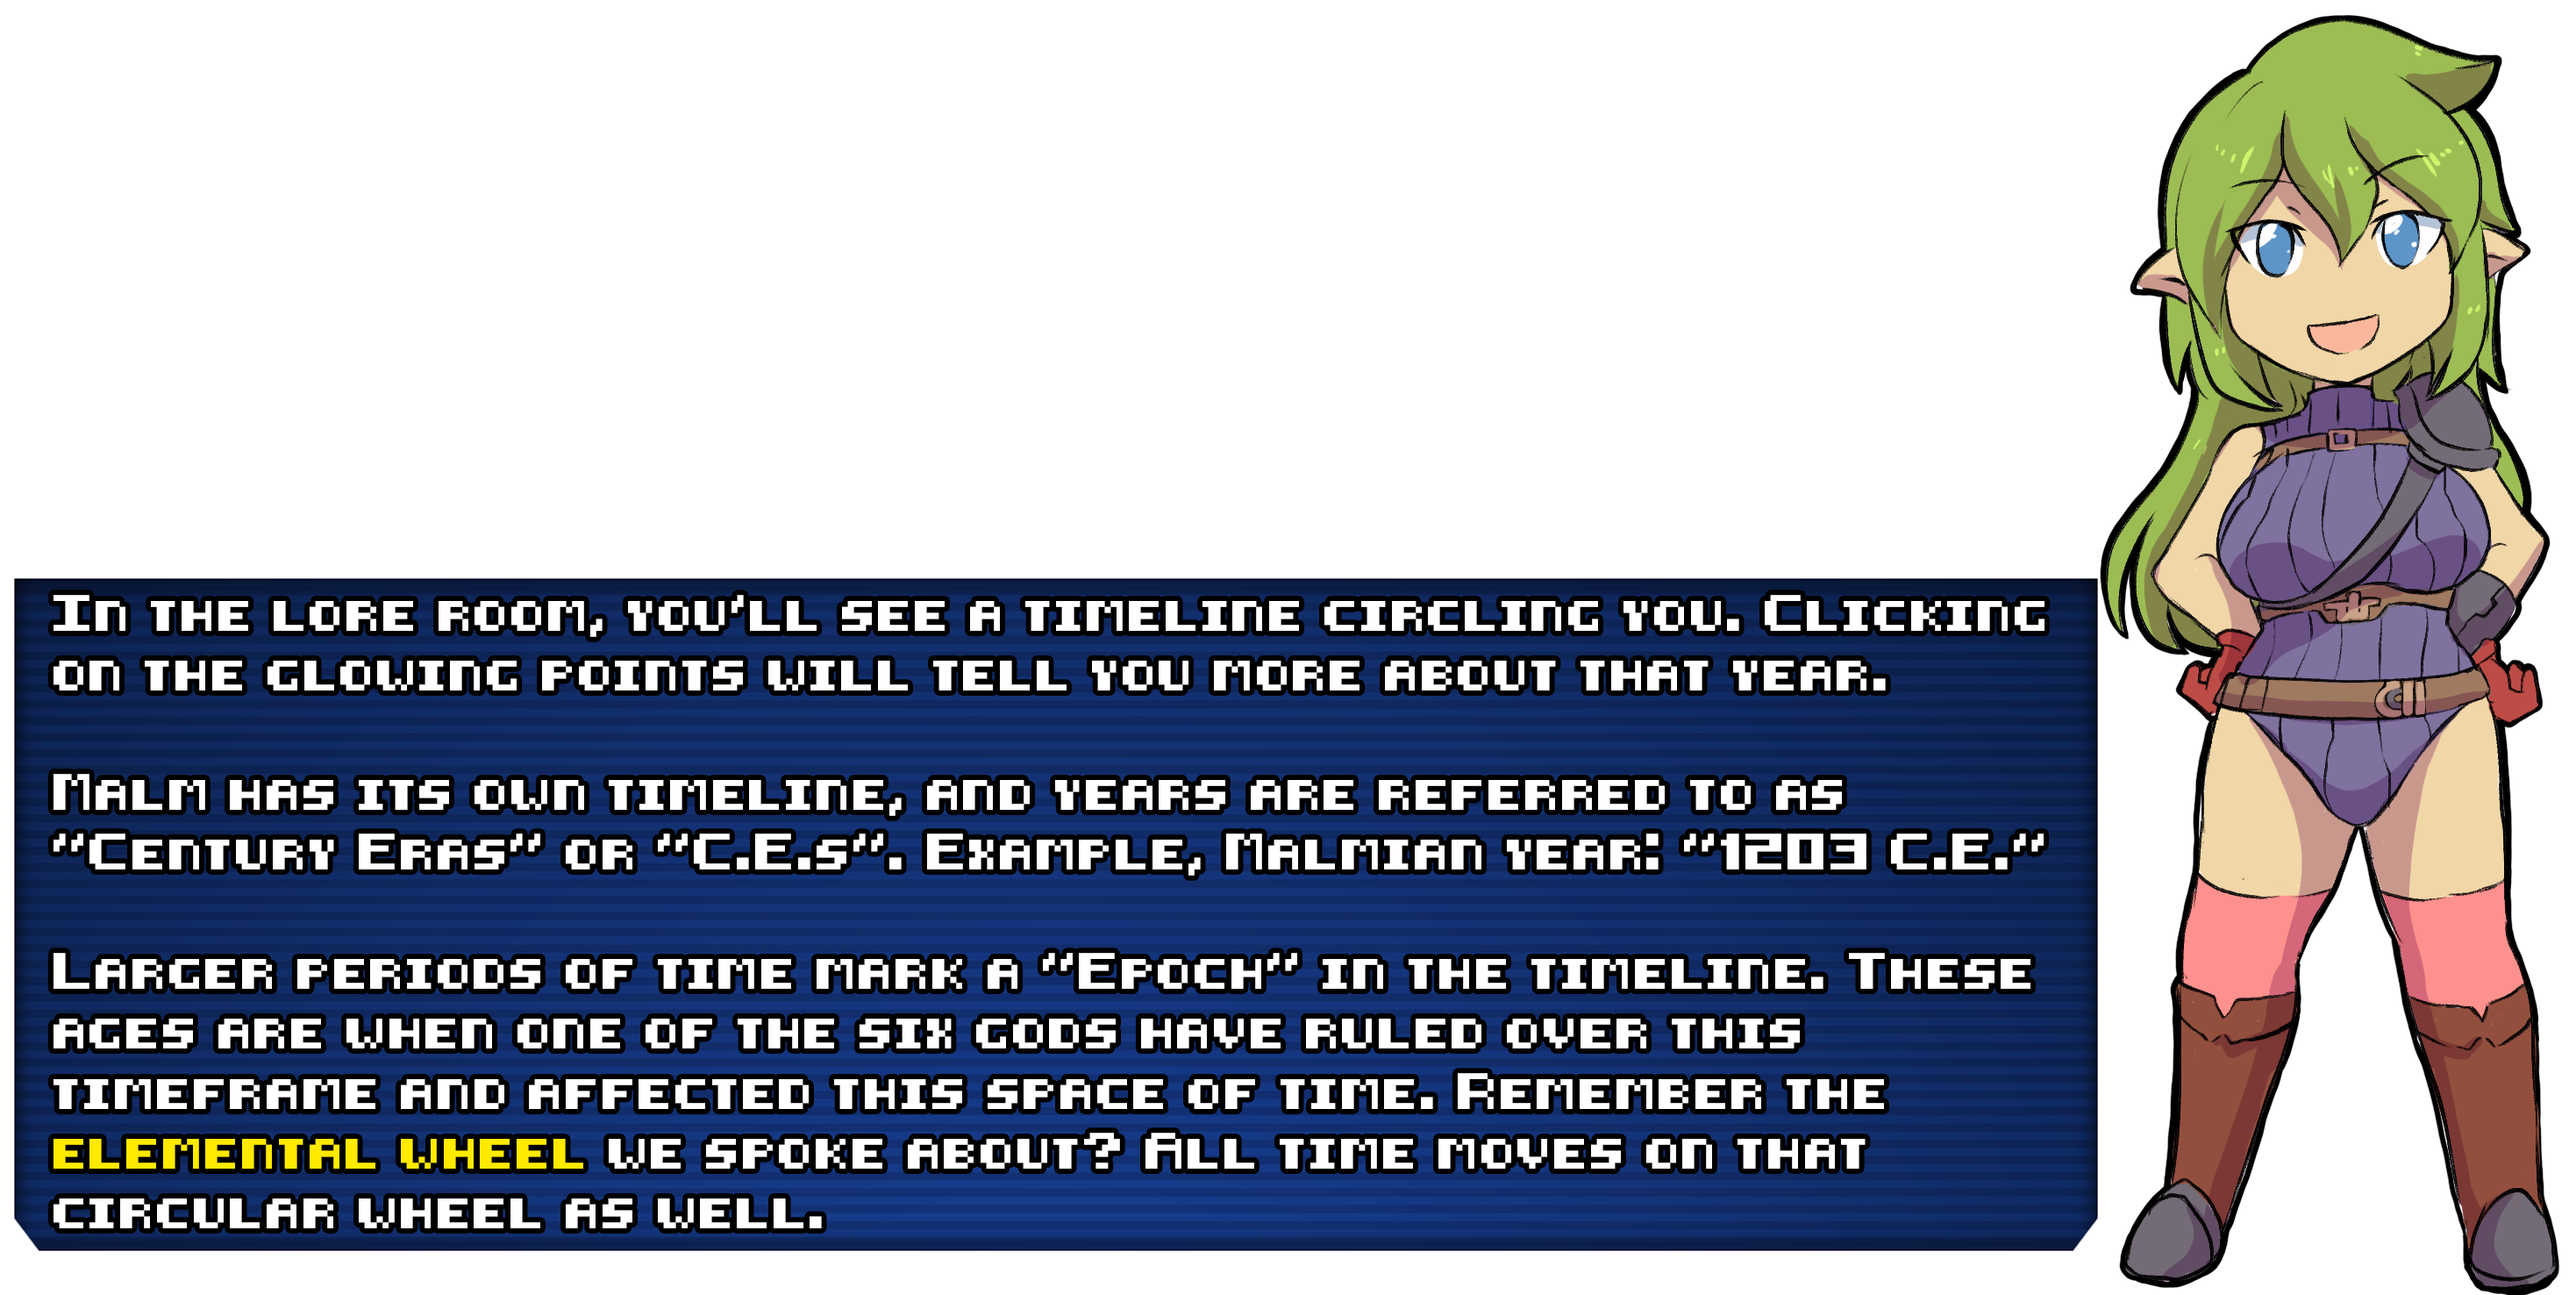 In the lore room, you'll see a timeline circling you. Clicking
on the glowing points will tell you more about that year.
Malm has its own timeline, and years are referred to as
"Century Eras" or "C.E.s". Example, Malmian year: "1203 C.E."
Larger periods of time mark a "Epoch" in the timeline. These
ages are when one of the six gods have ruled over this
timeframe and affected this space of time. Remember the
elemental wheel we spoke about? All time moves on that
circular wheel as well.